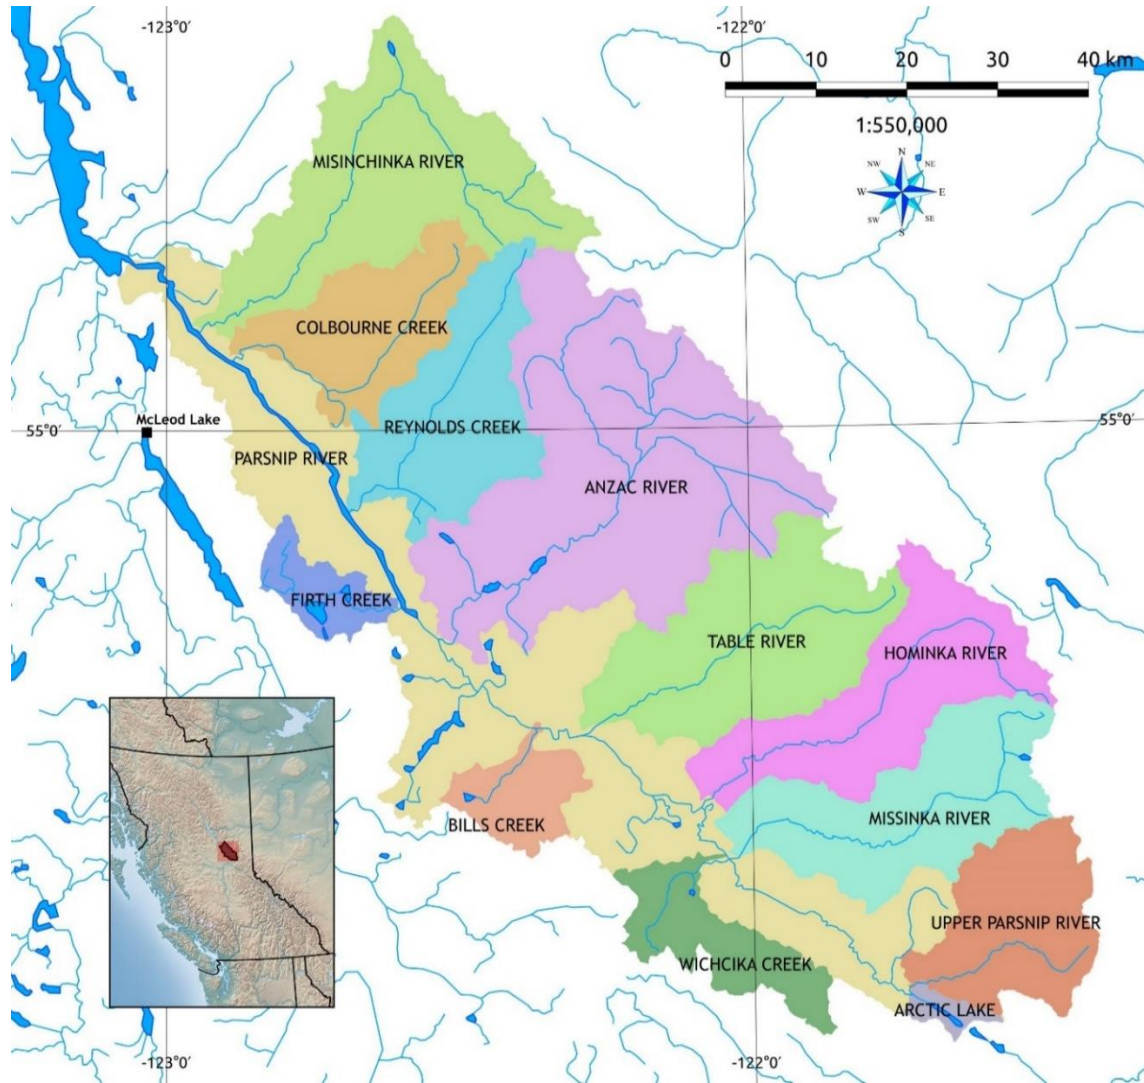 -123°0'
-122°0'
0 10 20 30 40 km
1:550,000
N
NW NE
W E
SW SE
S
MISINCHINKA RIVER
COLBOURNE CREEK
McLeod Lake
55°0'
55°0'
REYNOLDS CREEK
PARSNIP RIVER
ANZAC RIVER
FIRTH CREEK
TABLE RIVER
HOMINKA RIVER
MISSINKA RIVER
BILLS CREEK
UPPER PARSNIP RIVER
WICHCIKA CREEK
ARCTIC LAKE
-123°0'
-122°0'